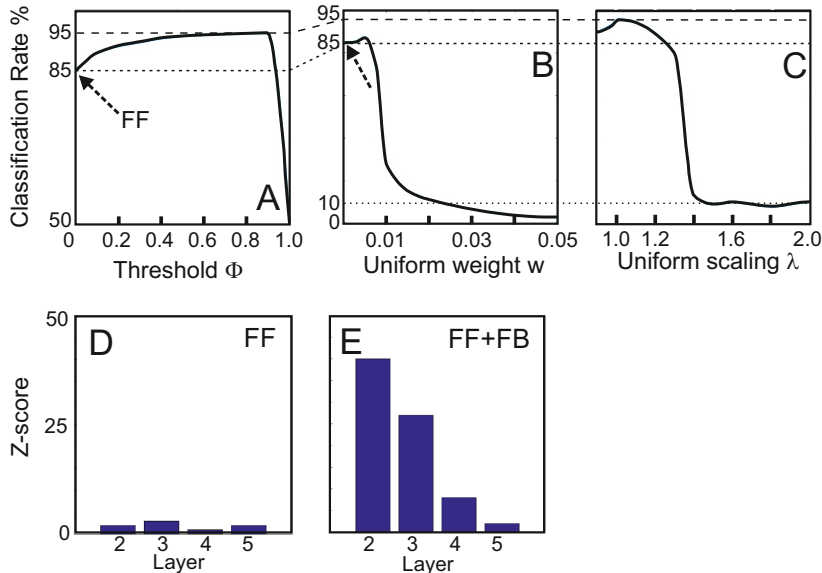 Classification Rate %
95
85
50
FF
A
0 0.2 0.4 0.6 0.8 1.0
Threshold Φ
95
85
10
0
B
0.01 0.03 0.05
Uniform weight w
C
1.0 1.2 1.6 2.0
Uniform scaling λ
Z-score
50
25
0
D FF
2 3 4 5
Layer
E FF+FB
2 3 4 5
Layer